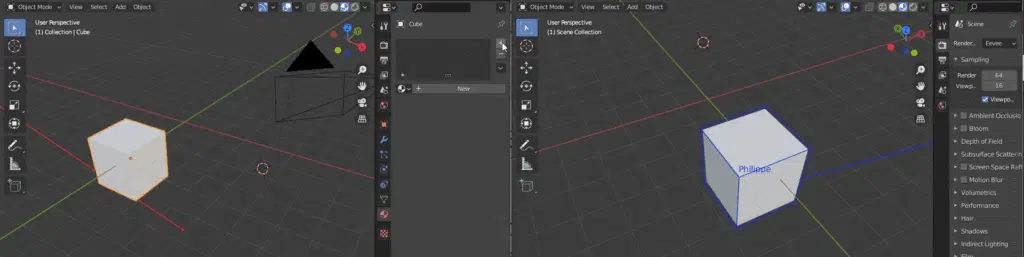 Object Mode
View
Select
Add
Object
User Perspective
(1) Collection | Cube
Cube
New
Object Mode
View
Select
Add
Object
User Perspective
(1) Scene Collection
Philippe
Scene
Render...
Eevee
Sampling
Render
64
Viewp...
16
Viewpo...
Ambient Occlusio
Bloom
Depth of Field
Subsurface Scatterin
Screen Space Refl
Motion Blur
Volumetrics
Performance
Hair
Shadows
Indirect Lighting
Film